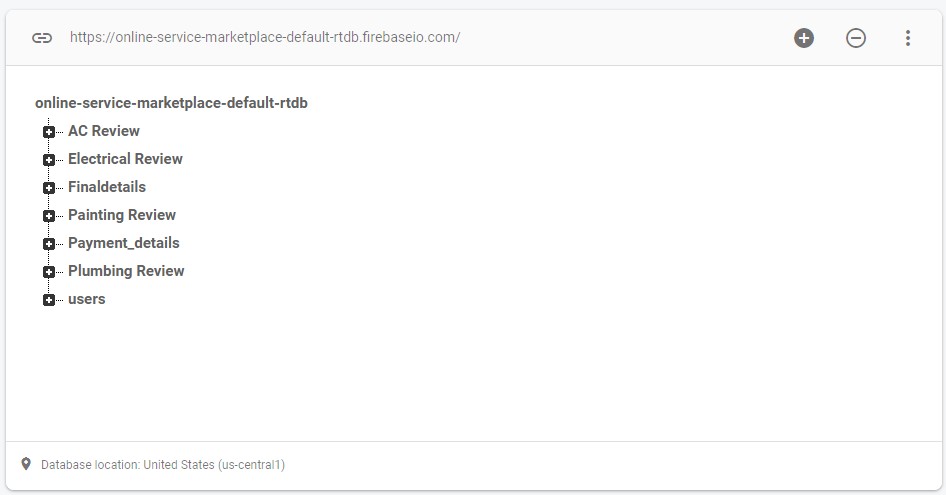 https://online-service-marketplace-default-rtdb.firebaseio.com/
online-service-marketplace-default-rtdb
AC Review
Electrical Review
Finaldetails
Painting Review
Payment_details
Plumbing Review
users
Database location: United States (us-central1)